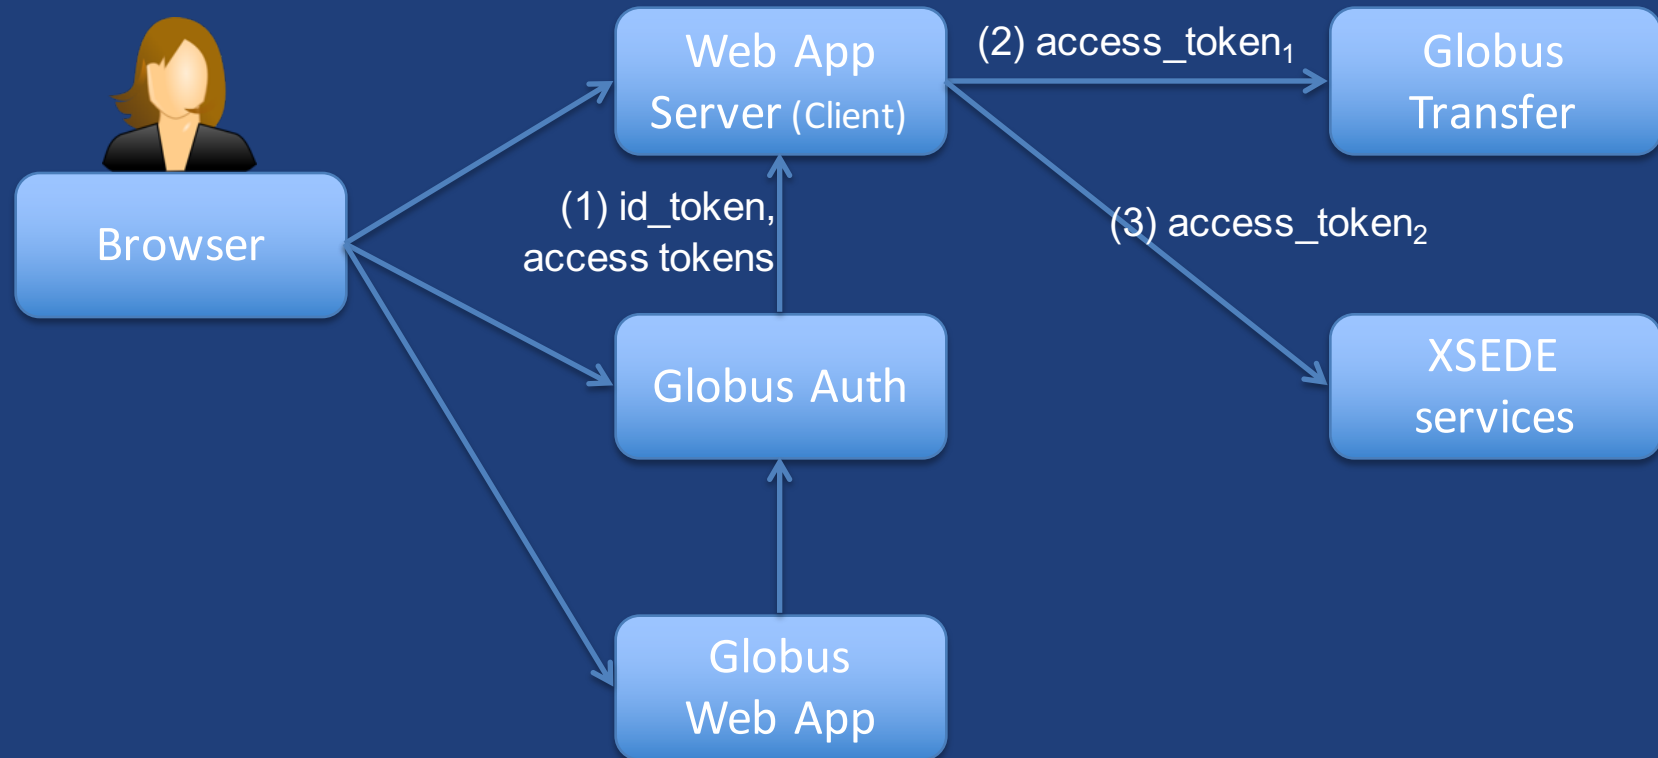 Web App
Server (Client)
(2) access_token₁
Globus
Transfer
Browser
(1) id_token,
access tokens
(3) access_token₂
Globus Auth
XSEDE
services
Globus
Web App